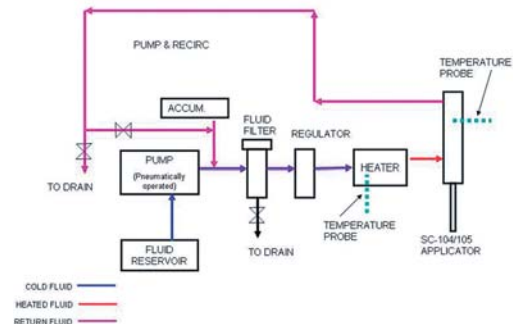 PUMP & RECIRC
TEMPERATURE
PROBE
ACCUM.
FLUID
FILTER
REGULATOR
PUMP
(Pneumatically
operated)
HEATER
TO DRAIN
TO DRAIN
TEMPERATURE
PROBE
FLUID
RESERVOIR
SC-104/105
APPLICATOR
COLD FLUID
HEATED FLUID
RETURN FLUID